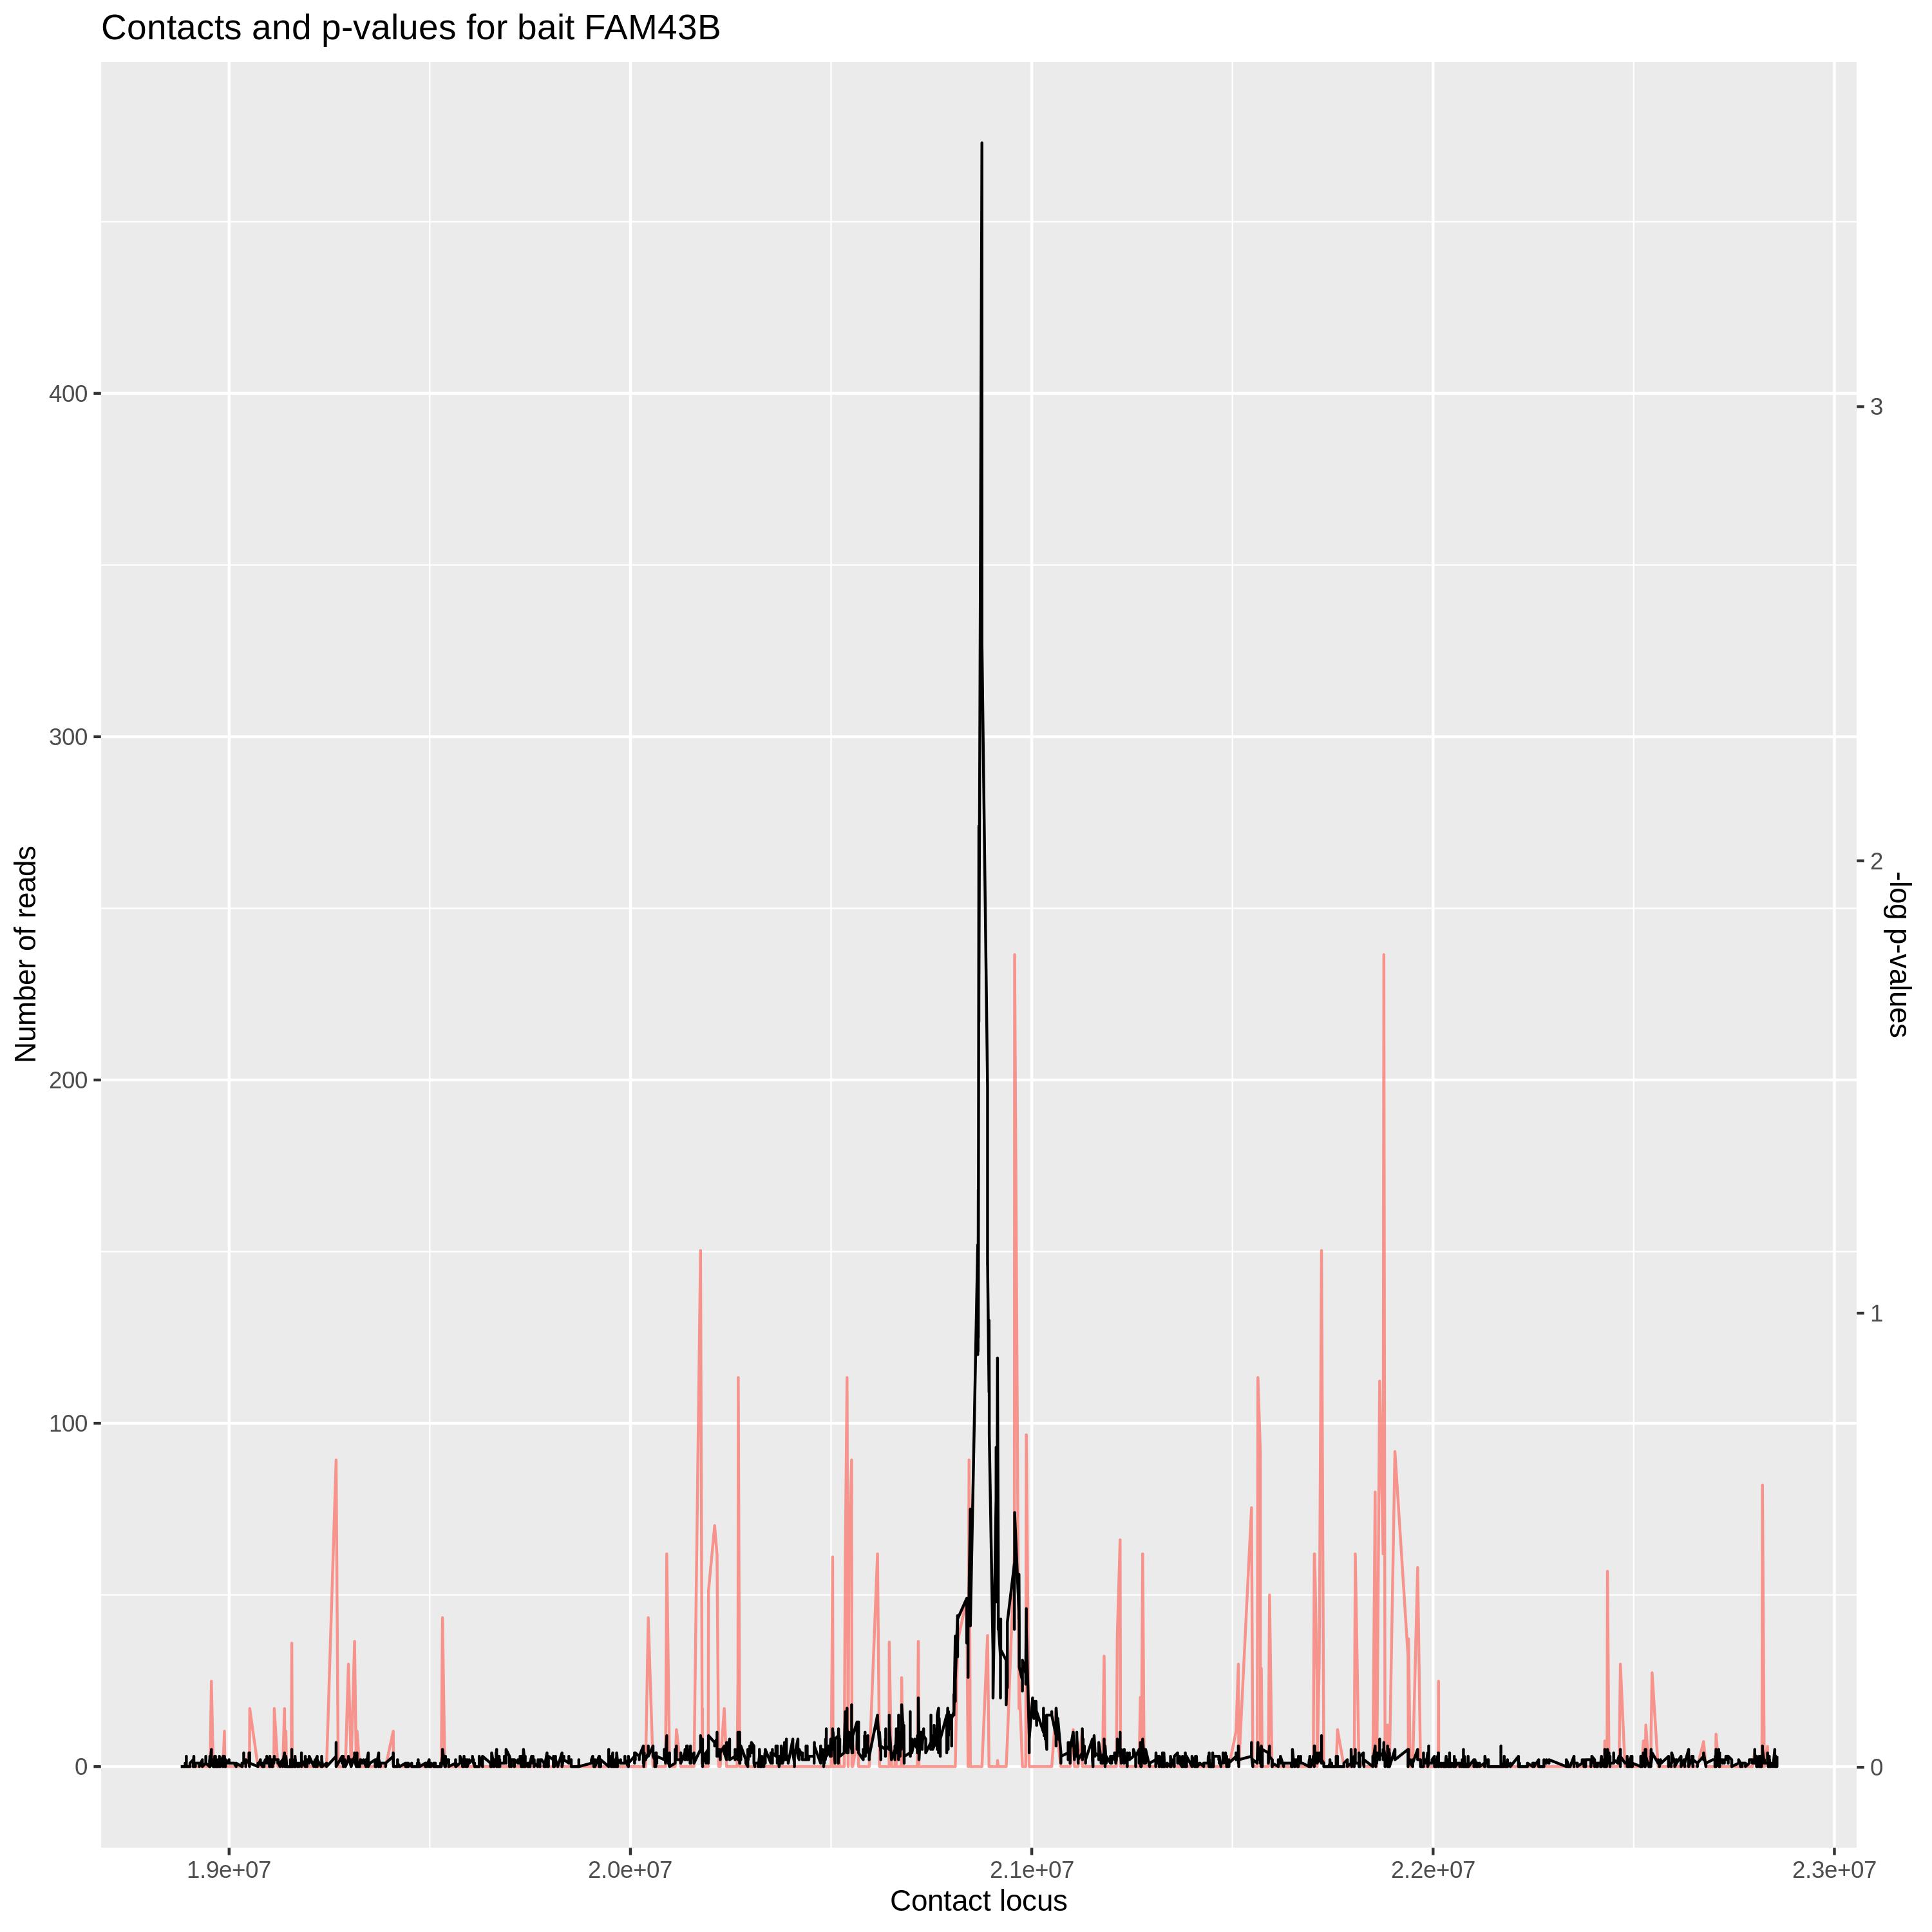 Contacts and p-values for bait FAM43B
400
300
200
100
0
Number of reads
3
2
1
0
-log p-values
1.9e+07
2.0e+07
2.1e+07
2.2e+07
2.3e+07
Contact locus